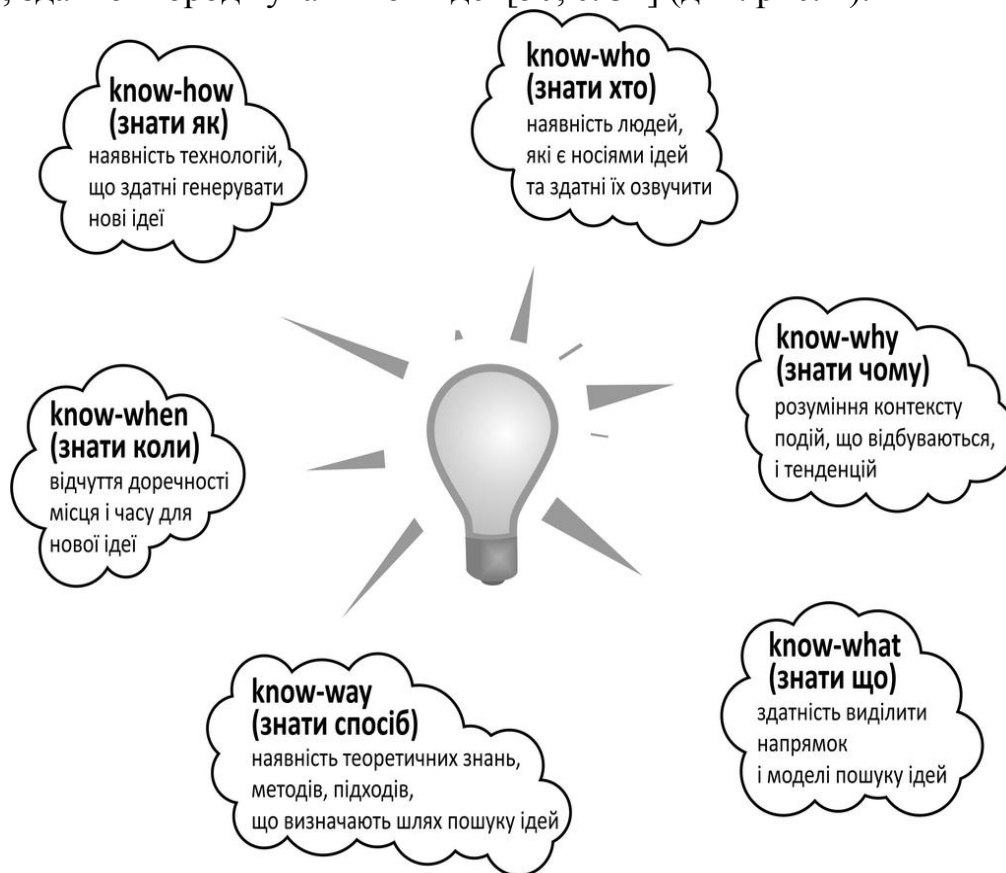 know-how
(знати як)
наявність технологій,
що здатні генерувати
нові ідеї
know-who
(знати хто)
наявність людей,
які є носіями ідей
та здатні їх озвучити
know-why
(знати чому)
розуміння контексту
подій, що відбуваються,
і тенденцій
know-when
(знати коли)
відчуття доречності
місця і часу для
нової ідеї
know-way
(знати спосіб)
наявність теоретичних знань,
методів, підходів,
що визначають шлях пошуку ідей
know-what
(знати що)
здатність виділити
напрямок
і моделі пошуку ідей